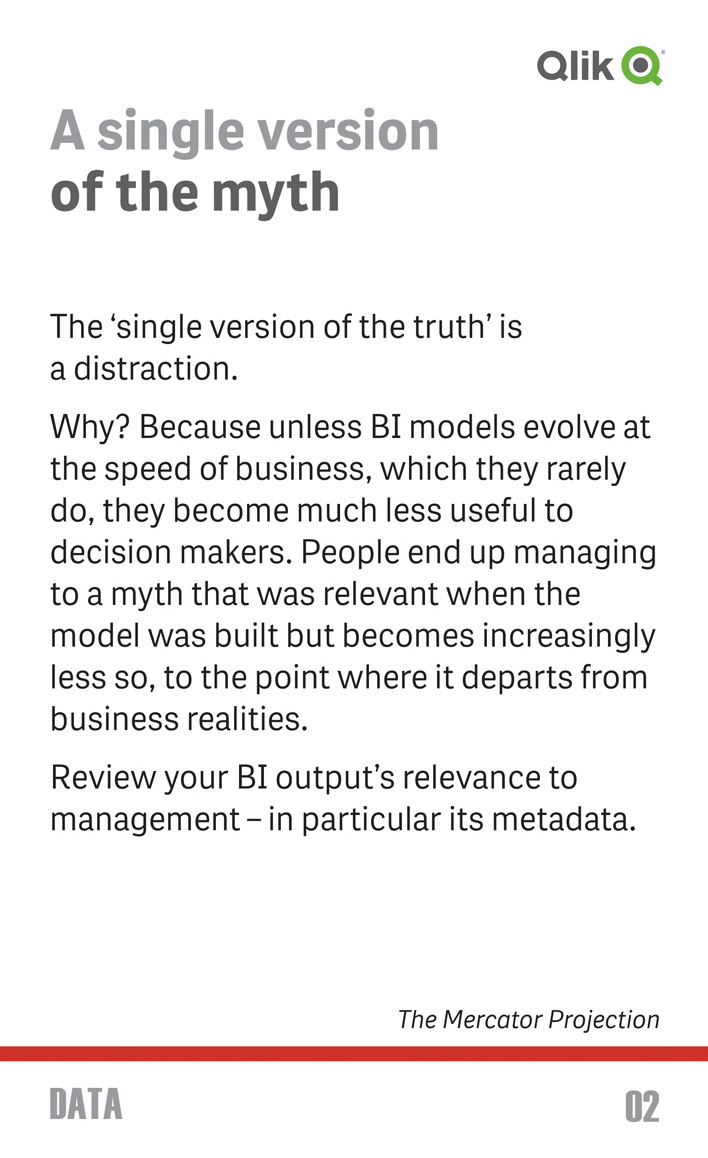 Qlik
A single version
of the myth
The ‘single version of the truth’ is
a distraction.
Why? Because unless BI models evolve at
the speed of business, which they rarely
do, they become much less useful to
decision makers. People end up managing
to a myth that was relevant when the
model was built but becomes increasingly
less so, to the point where it departs from
business realities.
Review your BI output’s relevance to
management – in particular its metadata.
The Mercator Projection
DATA
02